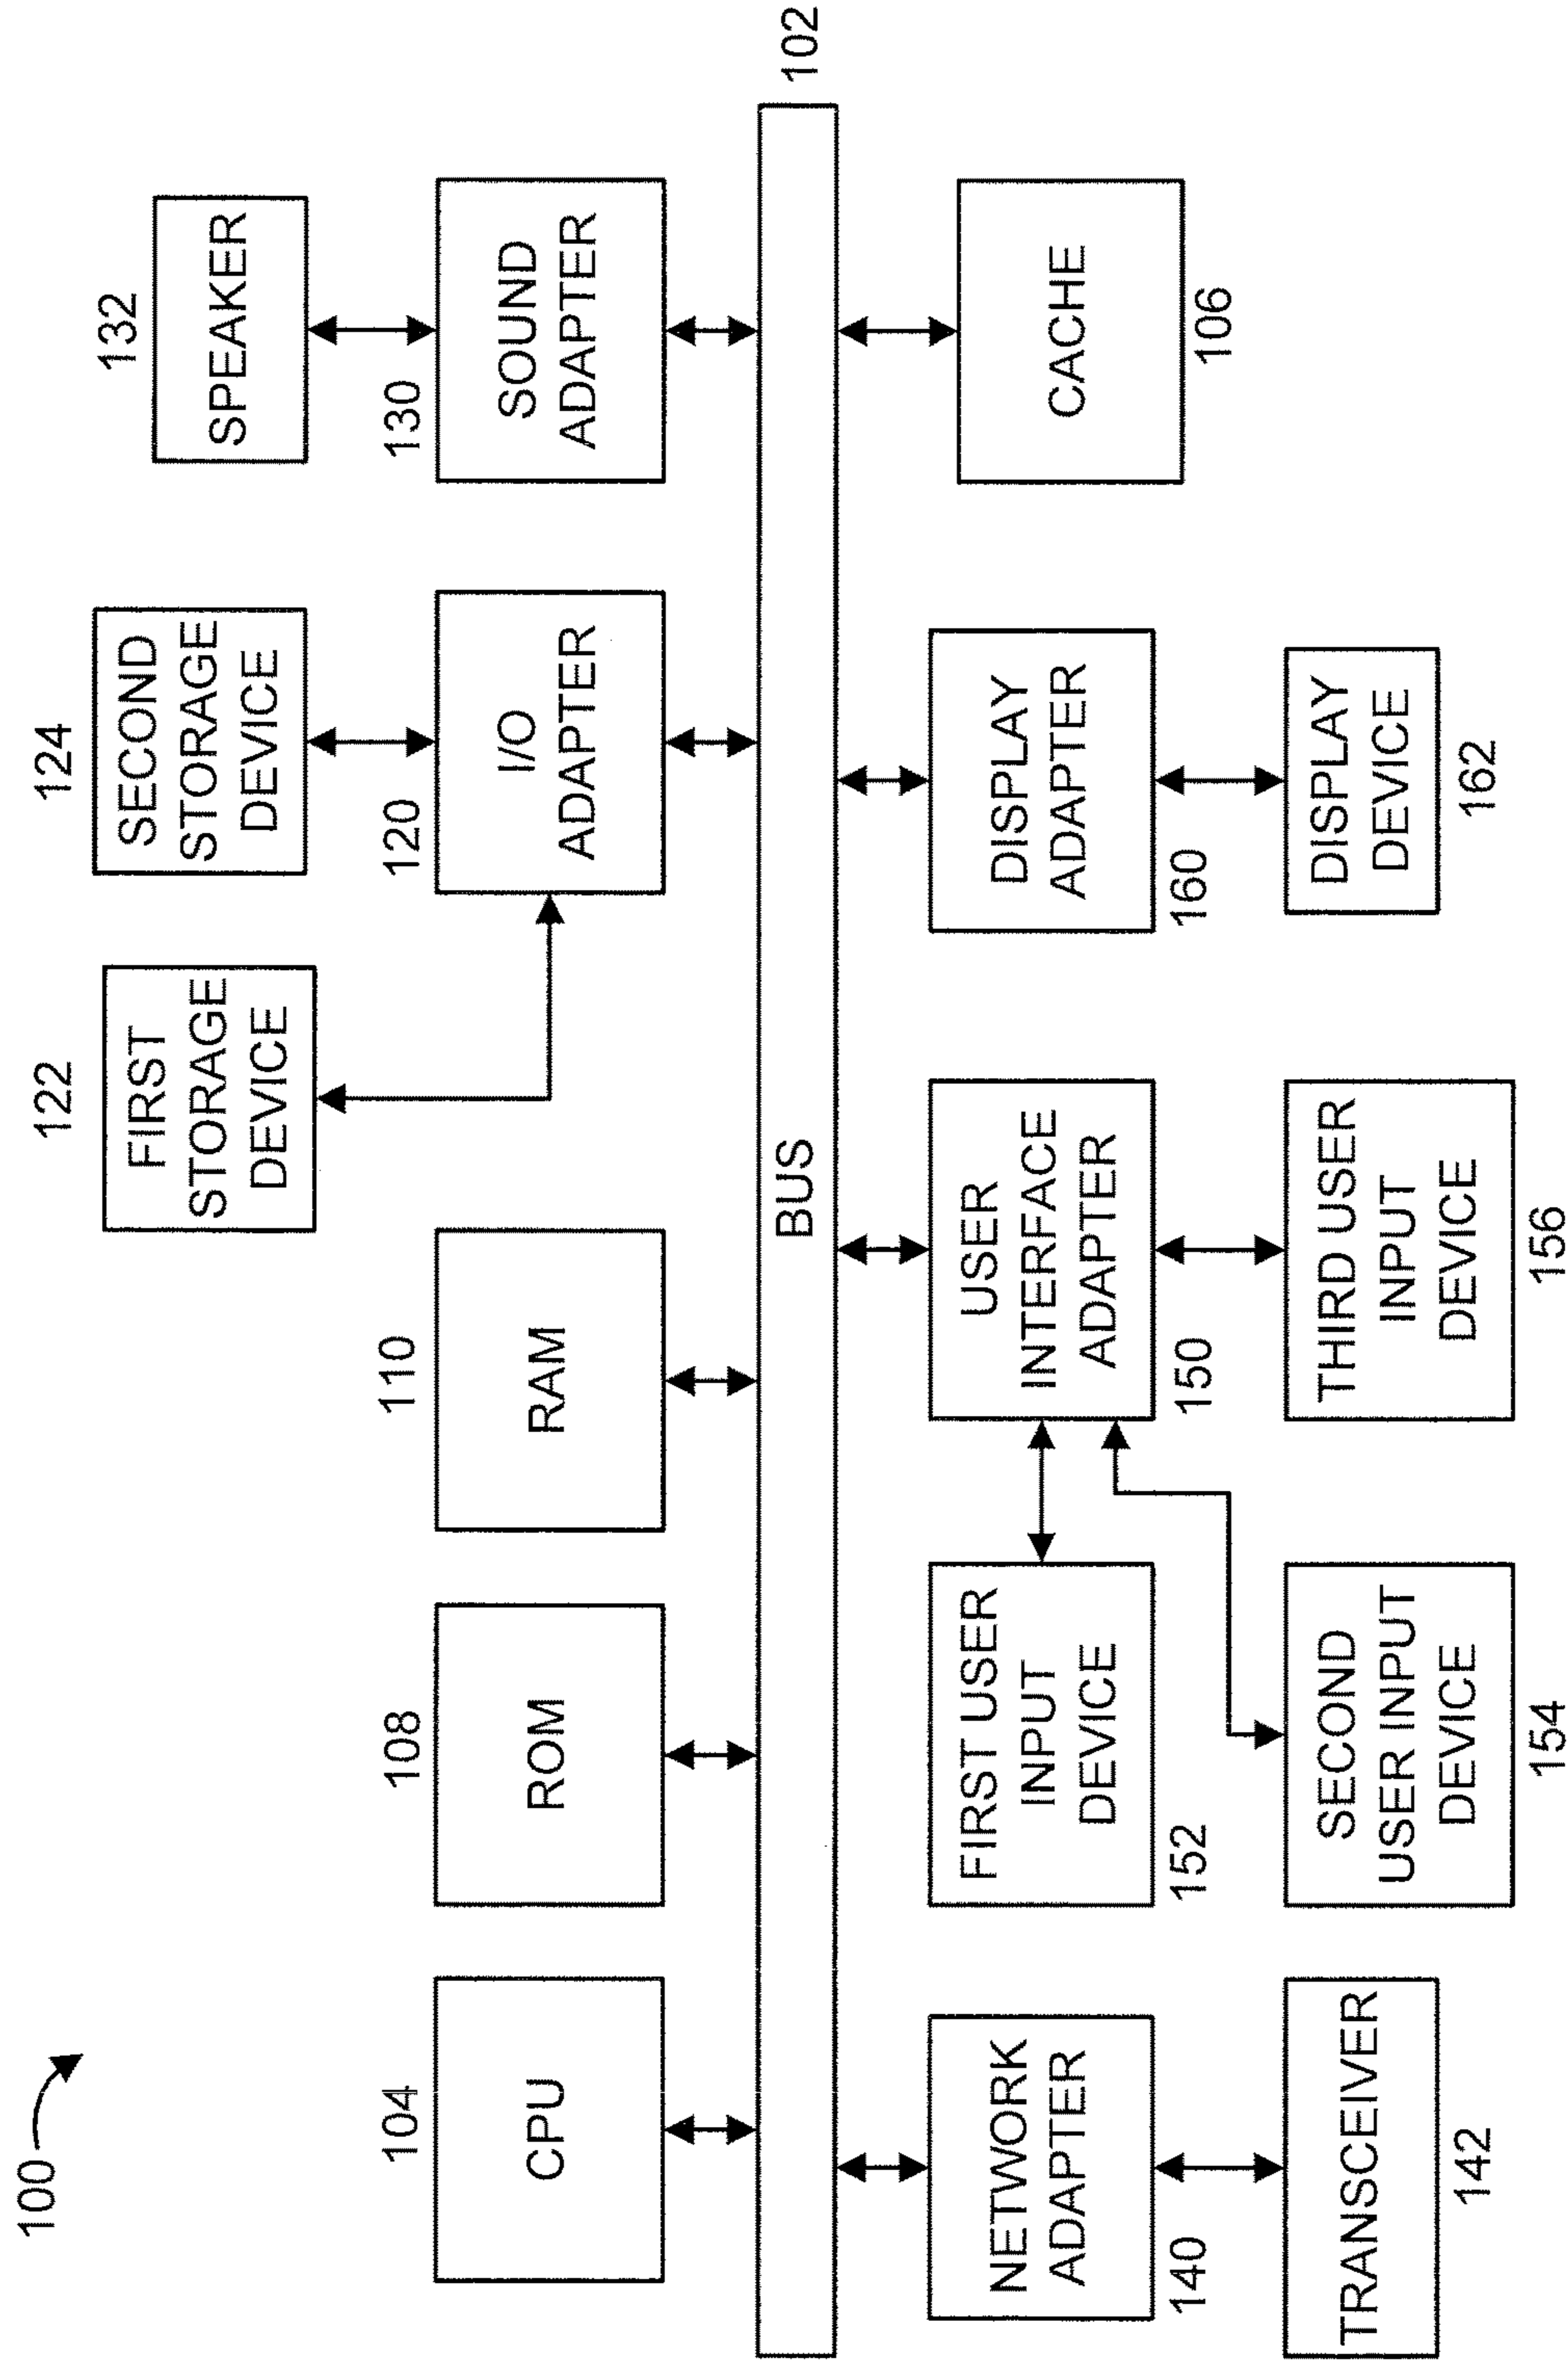 100
104
CPU
108
ROM
110
RAM
122
FIRST
STORAGE
DEVICE
124
SECOND
STORAGE
DEVICE
120
I/O
ADAPTER
132
SPEAKER
130
SOUND
ADAPTER
BUS
102
NETWORK
ADAPTER
140
TRANSCEIVER
142
FIRST USER
INPUT
DEVICE
152
SECOND
USER INPUT
DEVICE
154
USER
INTERFACE
ADAPTER
150
THIRD USER
INPUT
DEVICE
156
DISPLAY
ADAPTER
160
DISPLAY
DEVICE
162
CACHE
106